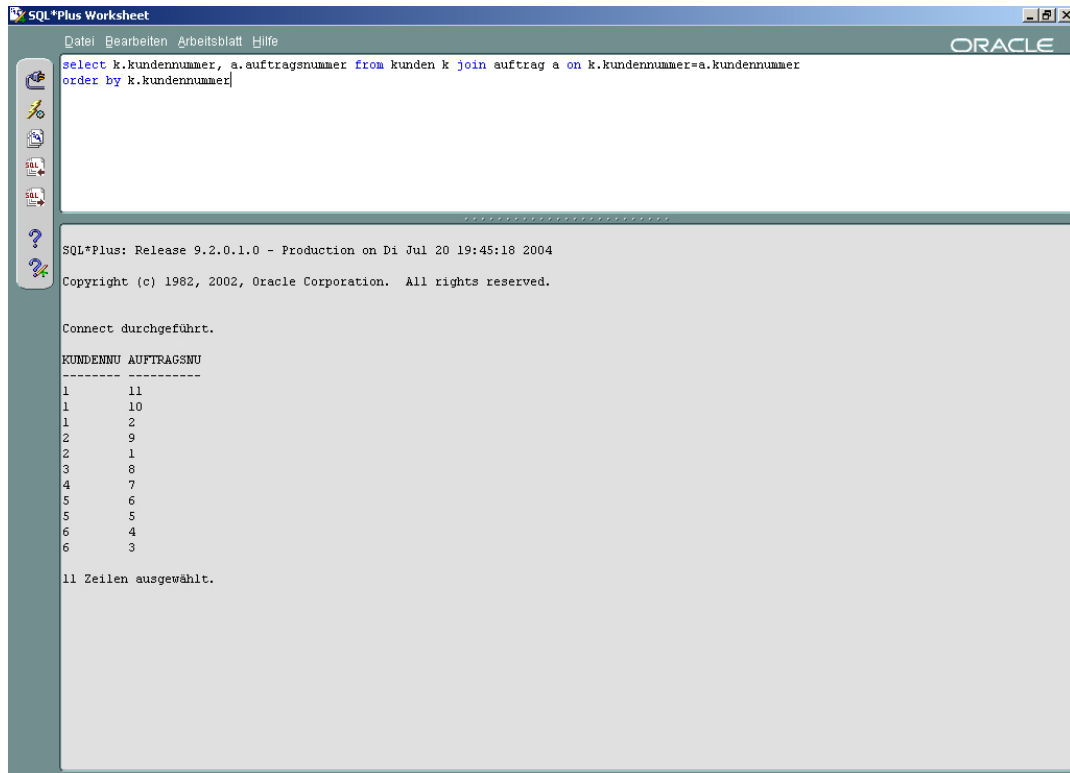 SQL*Plus Worksheet
Datei Bearbeiten Arbeitsblatt Hilfe
ORACLE
select k.kundennummer, a.auftragsnummer from kunden k join auftrag a on k.kundennummer=a.kundennummer
order by k.kundennummer
SQL
SQL
SQL*Plus: Release 9.2.0.1.0 - Production on Di Jul 20 19:45:18 2004
Copyright (c) 1982, 2002, Oracle Corporation.  All rights reserved.
Connect durchgeführt.
KUNDENNU AUFTRAGSNU
-------- ----------
1        11
1        10
1        2
2        9
2        1
3        8
4        7
5        6
5        5
6        4
6        3
11 Zeilen ausgewählt.